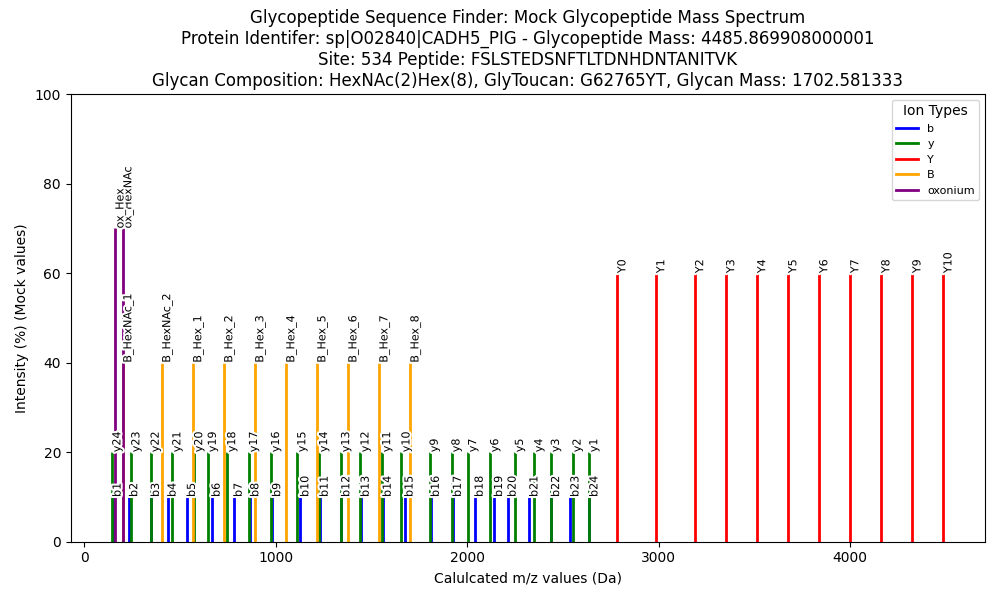 Glycopeptide Sequence Finder: Mock Glycopeptide Mass Spectrum
Protein Identifer: sp|O02840|CADH5_PIG - Glycopeptide Mass: 4485.869908000001
Site: 534 Peptide: FSLSTEDSNFTLTDNHDNTANITVK
Glycan Composition: HexNAc(2)Hex(8), GlyToucan: G62765YT, Glycan Mass: 1702.581333
100
80
60
40
20
0
Intensity (%) (Mock values)
Ion Types
b
y
Y
B
oxonium
ox_Hex
ox_HexNAc
Y0
Y1
Y2
Y3
Y4
Y5
Y6
Y7
Y8
Y9
Y10
B_HexNAc_1
B_HexNAc_2
B_Hex_1
B_Hex_2
B_Hex_3
B_Hex_4
B_Hex_5
B_Hex_6
B_Hex_7
B_Hex_8
y24
y23
y22
y21
y20
y19
y18
y17
y16
y15
y14
y13
y12
y11
y10
y9
y8
y7
y6
y5
y4
y3
y2
y1
b1
b2
b3
b4
b5
b6
b7
b8
b9
b10
b11
b12
b13
b14
b15
b16
b17
b18
b19
b20
b21
b22
b23
b24
0
1000
2000
3000
4000
Calulcated m/z values (Da)